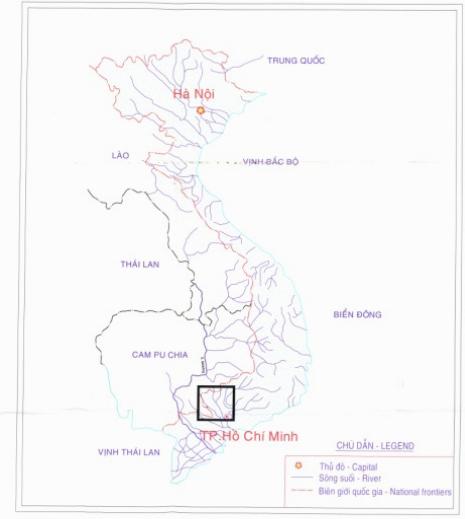 TRUNG QUỐC
Hà Nội
LÀO
VỊNH BẮC BỘ
THÁI LAN
BIỂN ĐÔNG
CAM PU CHIA
TP.Hồ Chí Minh
VỊNH THÁI LAN
CHÚ DẪN - LEGEND
Thủ đô - Capital
Sông suối - River
Biên giới quốc gia - National frontiers